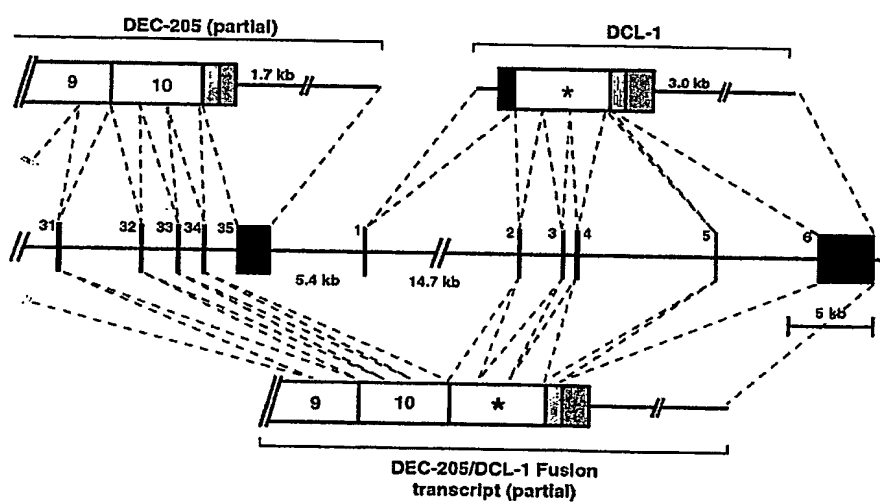 DEC-205 (partial)
DCL-1
9 10 1.7 kb
* 3.0 kb
31 32 33 34 35 1 2 3 4 5 6
5.4 kb 14.7 kb
5 kb
9 10 *
DEC-205/DCL-1 Fusion
transcript (partial)